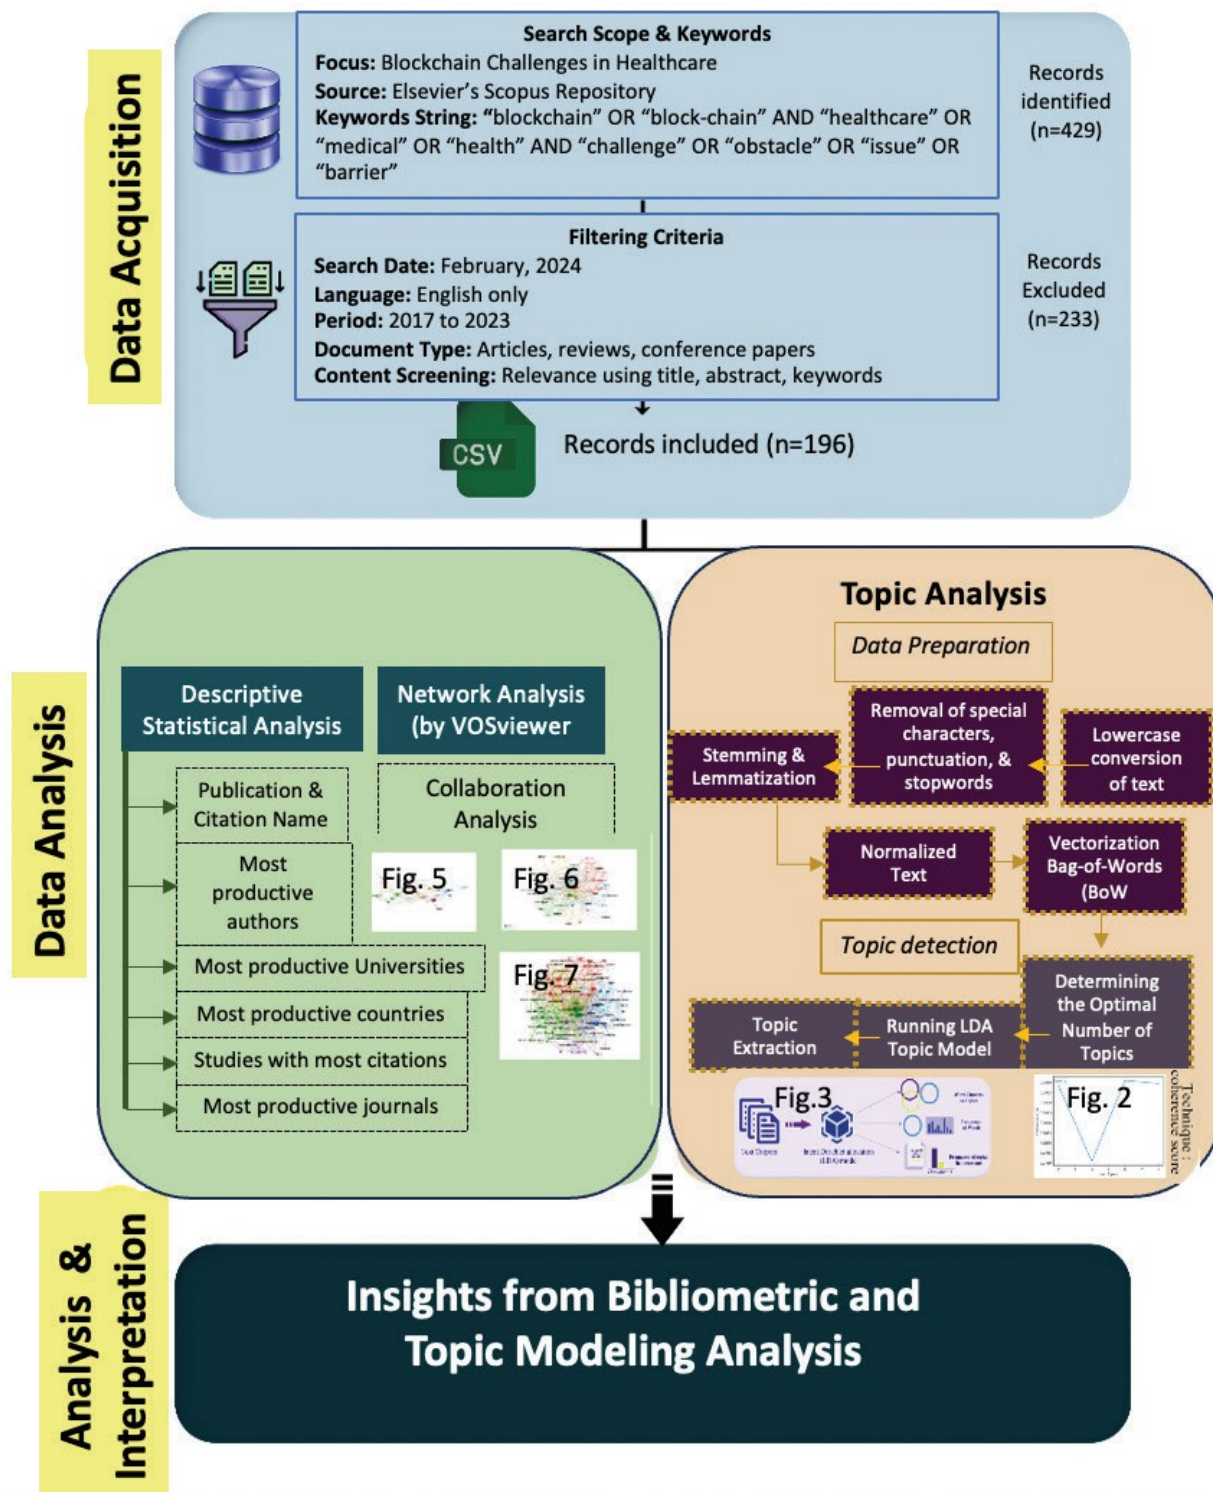 Data Acquisition
Search Scope & Keywords
Focus: Blockchain Challenges in Healthcare
Source: Elsevier's Scopus Repository
Keywords String: “blockchain” OR “block-chain” AND “healthcare” OR
“medical” OR “health” AND “challenge” OR “obstacle” OR “issue” OR
“barrier”
Records
identified
(n=429)
Filtering Criteria
Search Date: February, 2024
Language: English only
Period: 2017 to 2023
Document Type: Articles, reviews, conference papers
Content Screening: Relevance using title, abstract, keywords
Records
Excluded
(n=233)
CSV
Records included (n=196)
Data Analysis
Descriptive
Statistical Analysis
Publication &
Citation Name
Most
productive
authors
Most productive Universities
Most productive countries
Studies with most citations
Most productive journals
Network Analysis
(by VOSviewer
Collaboration
Analysis
Fig. 5
Fig. 6
Fig. 7
Topic Analysis
Data Preparation
Lowercase
conversion
of text
Removal of special
characters,
punctuation, &
stopwords
Stemming &
Lemmatization
Normalized
Text
Vectorization
Bag-of-Words
(BoW
Topic detection
Determining
the Optimal
Number of
Topics
Running LDA
Topic Model
Topic
Extraction
Fig.3
Fig. 2
Technique :
coherence score
Analysis &
Interpretation
Insights from Bibliometric and
Topic Modeling Analysis